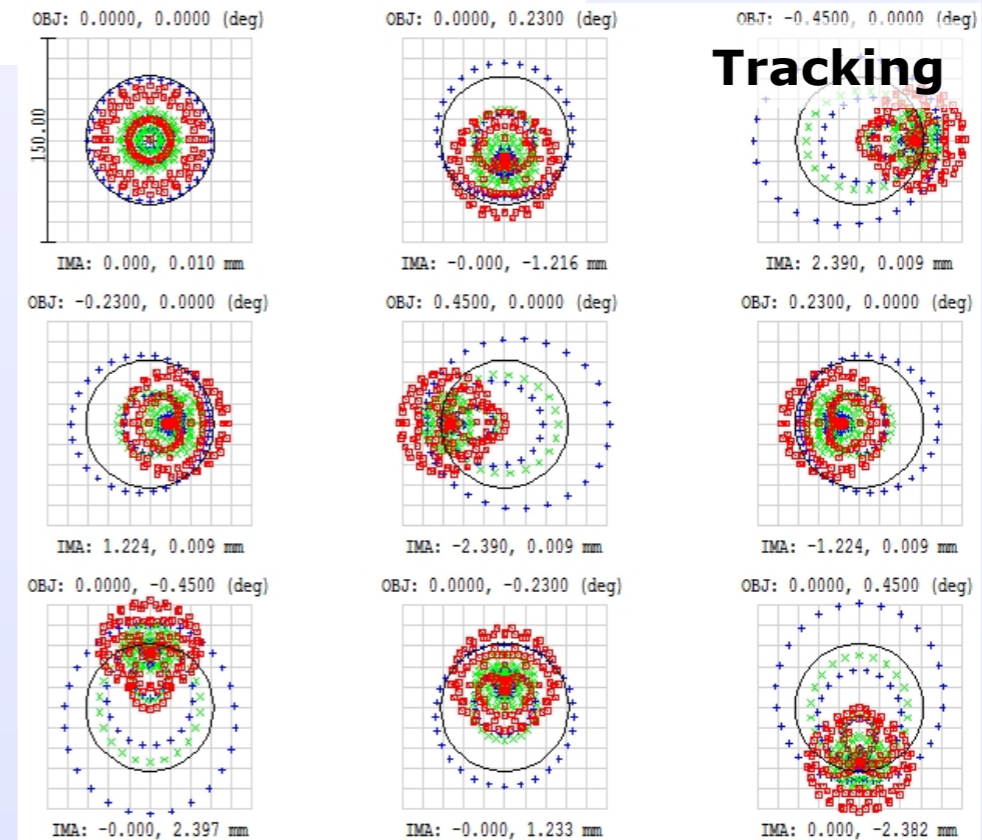 OBJ: 0.0000, 0.0000 (deg)
OBJ: 0.0000, 0.2300 (deg)
OBJ: -0.4500, 0.0000 (deg)
Tracking
150.00
IMA: 0.000, 0.010 mm
IMA: -0.000, -1.216 mm
IMA: 2.390, 0.009 mm
OBJ: -0.2300, 0.0000 (deg)
OBJ: 0.4500, 0.0000 (deg)
OBJ: 0.2300, 0.0000 (deg)
IMA: 1.224, 0.009 mm
IMA: -2.390, 0.009 mm
IMA: -1.224, 0.009 mm
OBJ: 0.0000, -0.4500 (deg)
OBJ: 0.0000, -0.2300 (deg)
OBJ: 0.0000, 0.4500 (deg)
IMA: -0.000, 2.397 mm
IMA: -0.000, 1.233 mm
IMA: 0.000, -2.382 mm